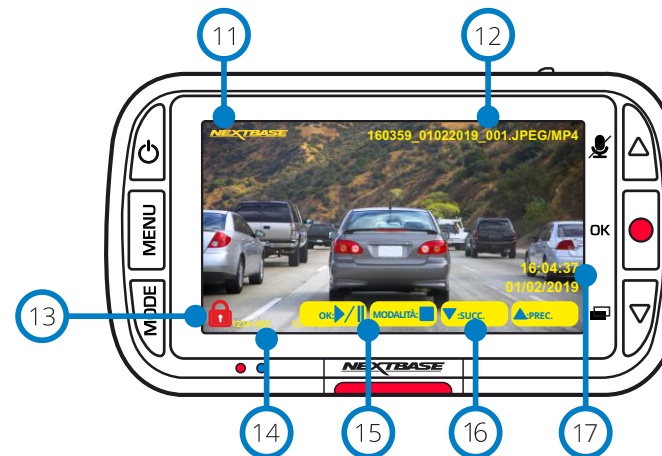 11
12
NEXTBASE
160359_01022019_001.JPEG/MP4
MENU
OK
16:04:37
01/02/2019
13
MODE
OK:
MODALITÀ:
:SUCC.
:PREC.
NEXTBASE
14
15
16
17